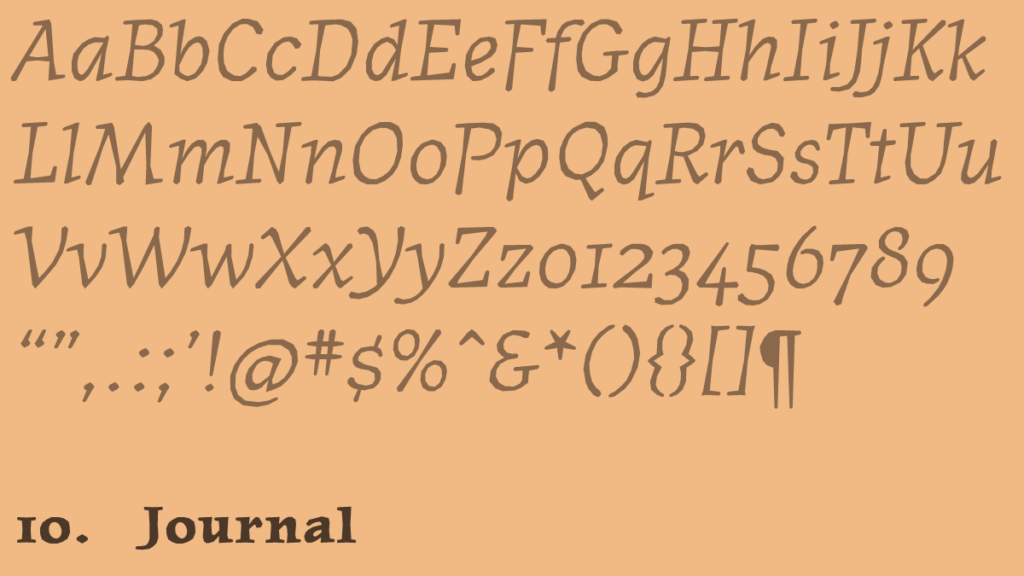 AaBbCcDdEeFfGgHhIiJjKk
LlMmNnOoPpQqRrSsTtUu
VvWwXxYyZz0123456789
“”,.:;’!@#$%^&*(){}[]¶
10. Journal